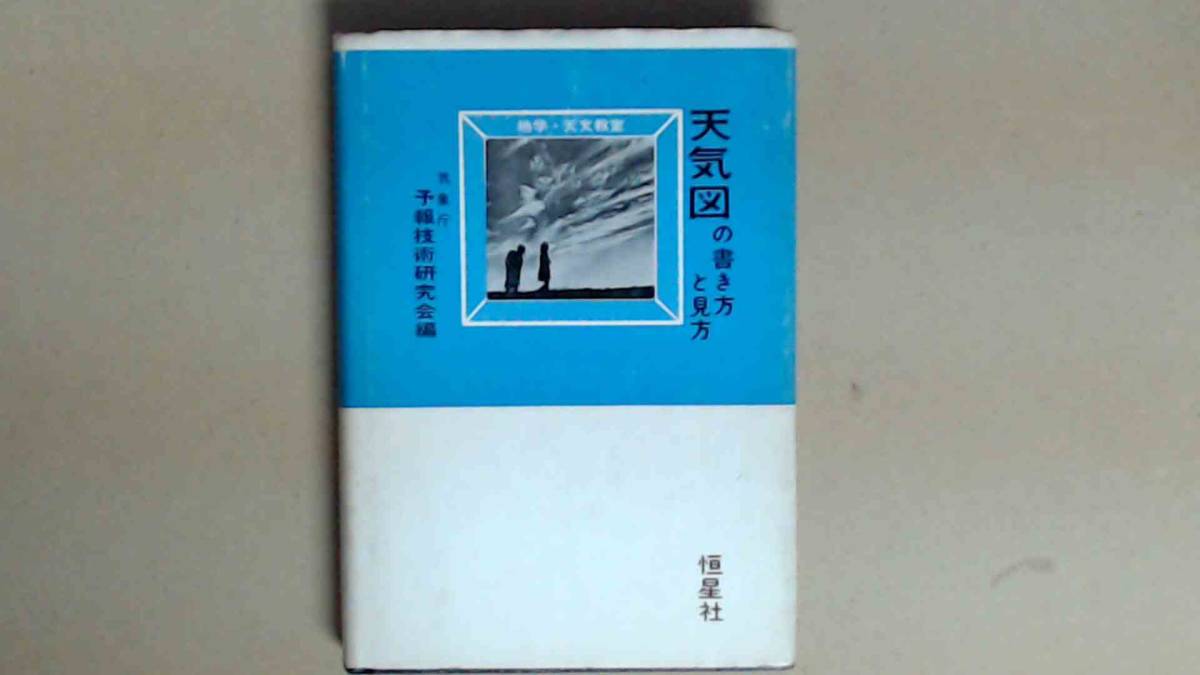 天気図の書き方
と見方
地学・天文教室
気象庁
予報技術研究会編
恒星社